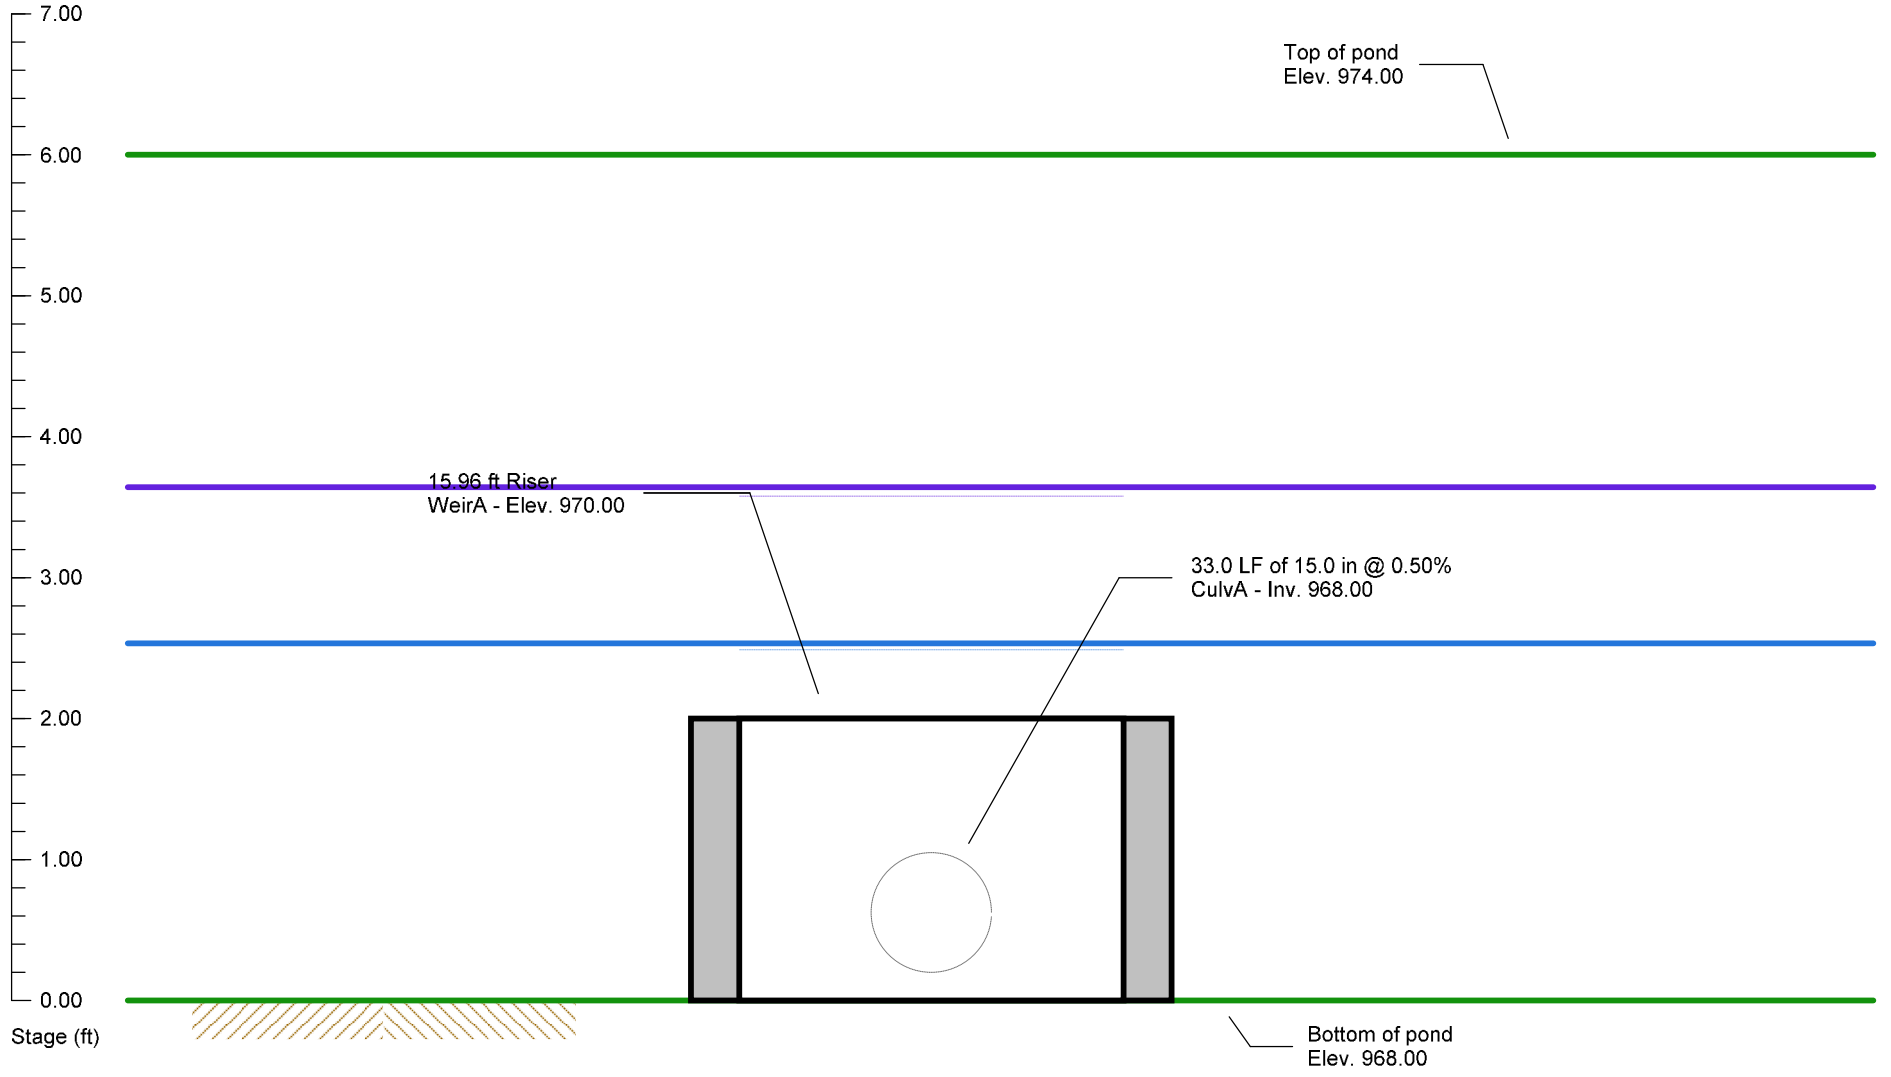 7.00
Top of pond
Elev. 974.00
6.00
5.00
4.00
15.96 ft Riser
WeirA - Elev. 970.00
3.00
33.0 LF of 15.0 in @ 0.50%
CulvA - Inv. 968.00
2.00
1.00
0.00
Stage (ft)
Bottom of pond
Elev. 968.00